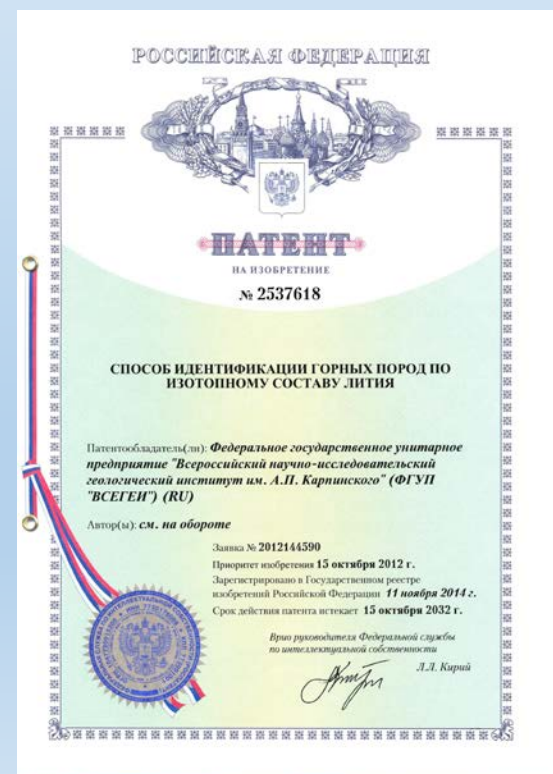 РОССИЙСКАЯ ФЕДЕРАЦИЯ
ПАТЕНТ
НА ИЗОБРЕТЕНИЕ
№ 2537618
СПОСОБ ИДЕНТИФИКАЦИИ ГОРНЫХ ПОРОД ПО
ИЗОТОПНОМУ СОСТАВУ ЛИТИЯ
Патентообладатель(ли): Федеральное государственное унитарное
предприятие "Всероссийский научно-исследовательский
геологический институт им. А.П. Карпинского" (ФГУП
"ВСЕГЕИ") (RU)
Автор(ы): см. на обороте
Заявка № 2012144590
Приоритет изобретения 15 октября 2012 г.
Зарегистрировано в Государственном реестре
изобретений Российской Федерации 11 ноября 2014 г.
Срок действия патента истекает 15 октября 2032 г.
Врио руководителя Федеральной службы
по интеллектуальной собственности
Л.Л. Кирий